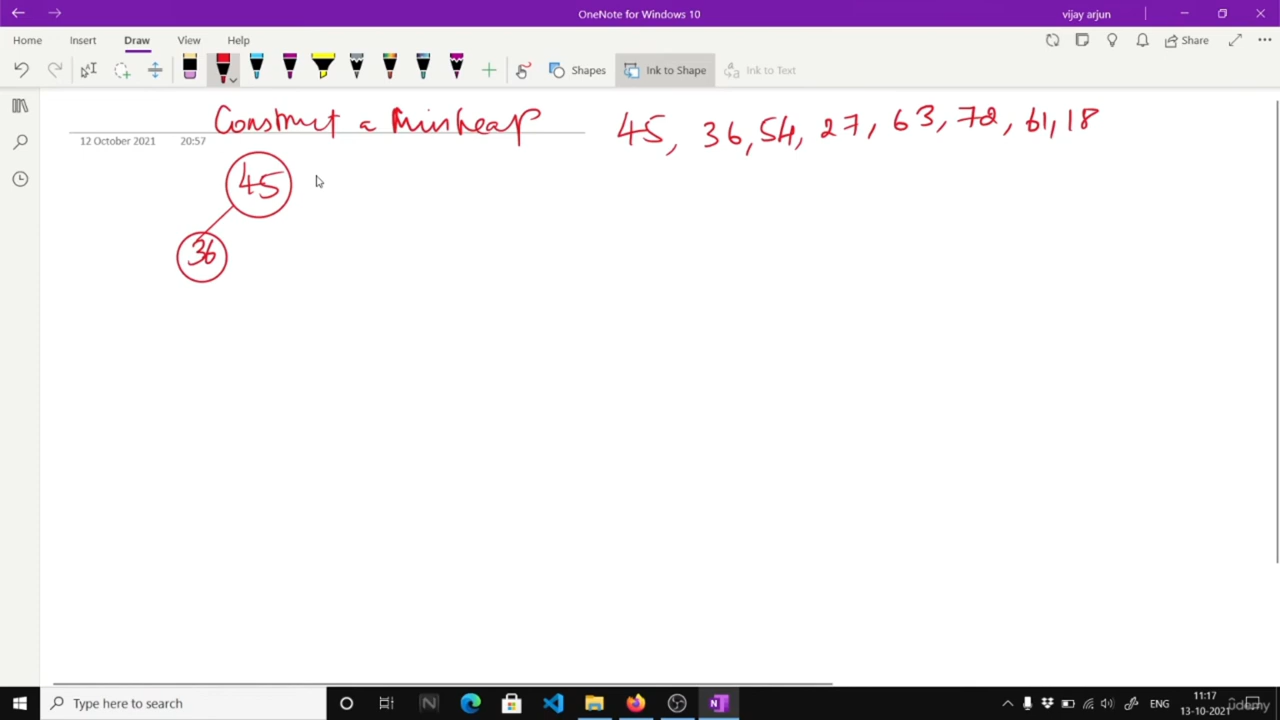 OneNote for Windows 10
vijay arjun
Home Insert Draw View Help
Share
Shapes
Ink to Shape
Ink to Text
Construct a Minheap 45, 36, 54, 27, 63, 72, 61, 18
12 October 2021 20:57
45
36
Type here to search
ENG
11:17
13-10-2021
udemy